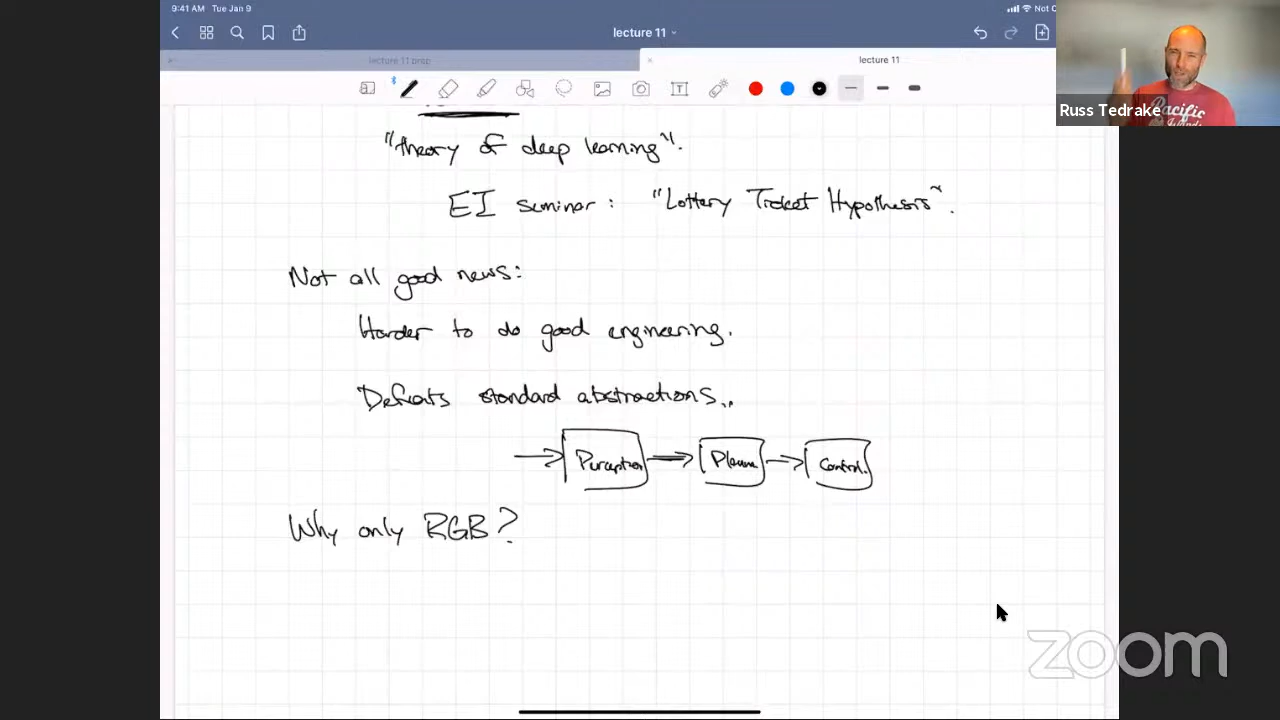 9:41 AM Tue Jan 9
Not C
lecture 11
lecture 11 prep
lecture 11
T
Russ Tedrake
Pacific
"theory of deep learning".
EI seminar: "Lottery Ticket Hypothesis".
Not all good news:
Harder to do good engineering.
Defeats standard abstractions..
Perception
Control.
Why only RGB?
zoom